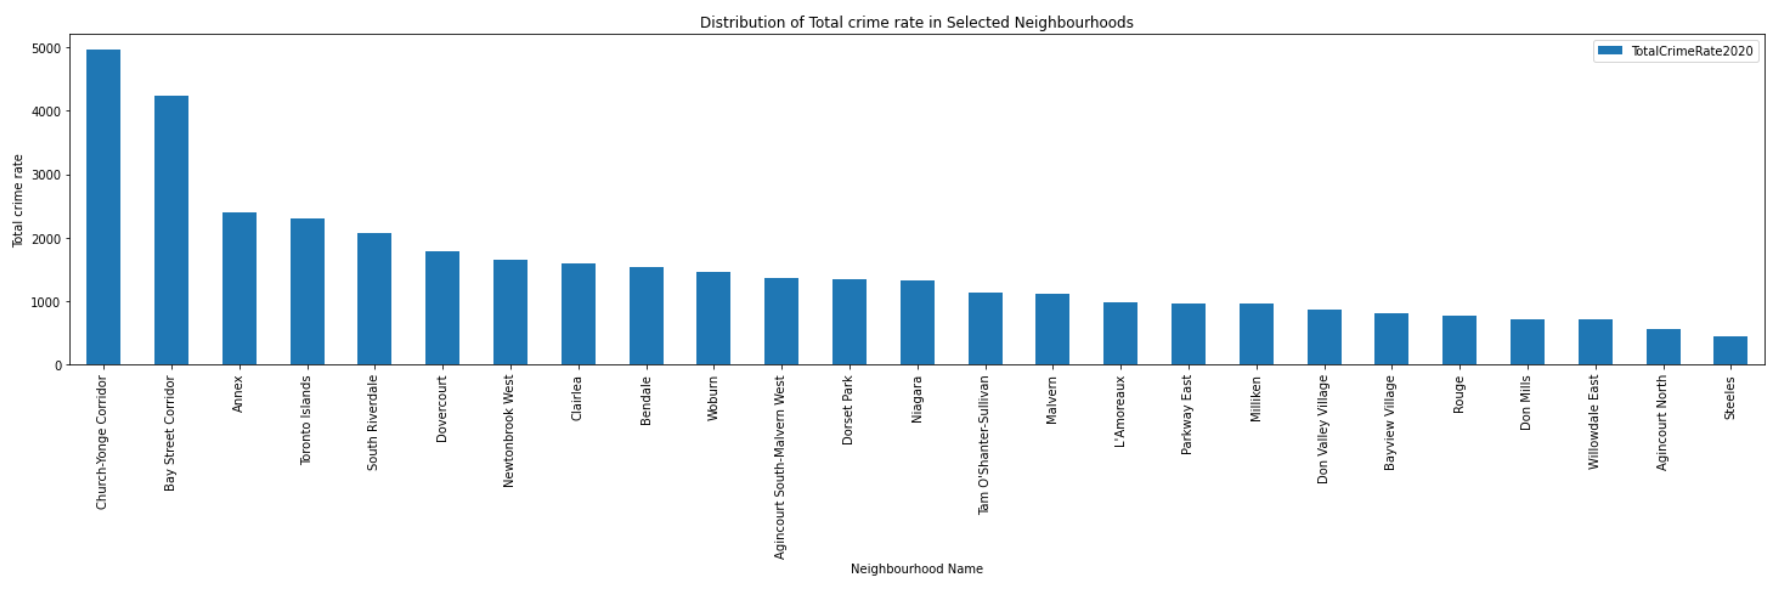 Distribution of Total crime rate in Selected Neighbourhoods
TotalCrimeRate2020
Total crime rate
5000
4000
3000
2000
1000
0
Church-Yonge Corridor
Bay Street Corridor
Annex
Toronto Islands
South Riverdale
Dovercourt
Newtonbrook West
Clairlea
Bendale
Woburn
Agincourt South-Malvern West
Dorset Park
Niagara
Tam O'Shanter-Sullivan
Malvern
L'Amoreaux
Parkway East
Milliken
Don Valley Village
Bayview Village
Rouge
Don Mills
Willowdale East
Agincourt North
Steeles
Neighbourhood Name